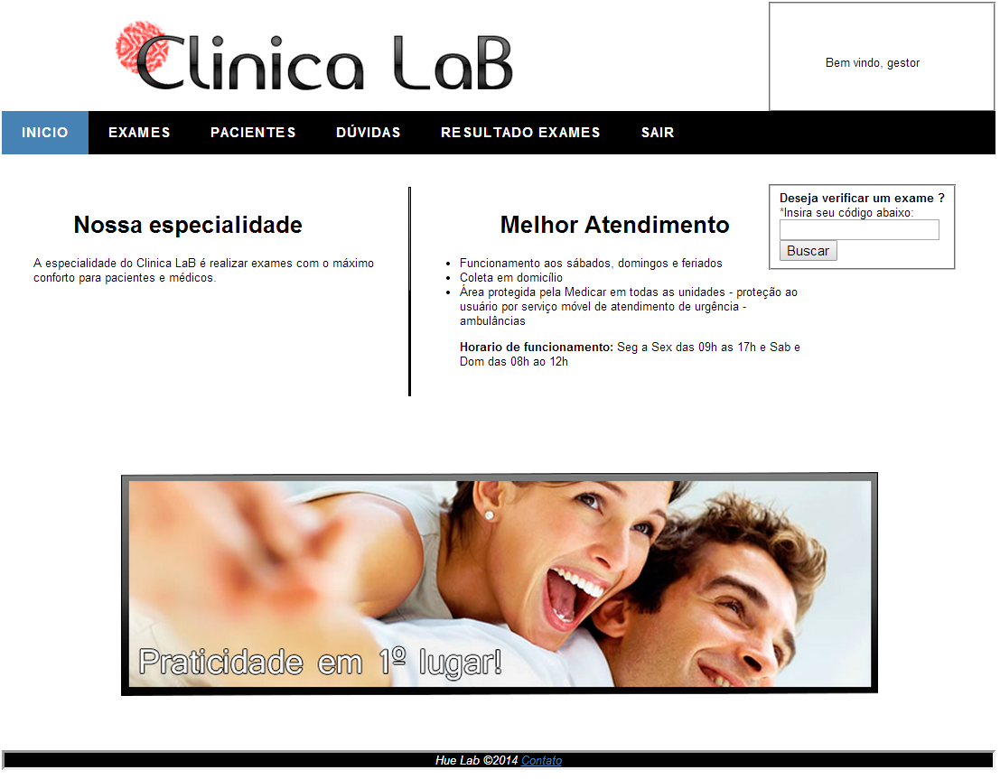 Clinica LaB
Bem vindo, gestor
INICIO EXAMES PACIENTES DÚVIDAS RESULTADO EXAMES SAIR
Nossa especialidade
A especialidade do Clinica LaB é realizar exames com o máximo
conforto para pacientes e médicos.
Melhor Atendimento
• Funcionamento aos sábados, domingos e feriados
• Coleta em domicílio
• Área protegida pela Medicar em todas as unidades - proteção ao
usuário por serviço móvel de atendimento de urgência -
ambulâncias
Horario de funcionamento: Seg a Sex das 09h as 17h e Sab e
Dom das 08h ao 12h
Deseja verificar um exame ?
*Insira seu código abaixo:
Buscar
Praticidade em 1º lugar!
Hue Lab ©2014 Contato